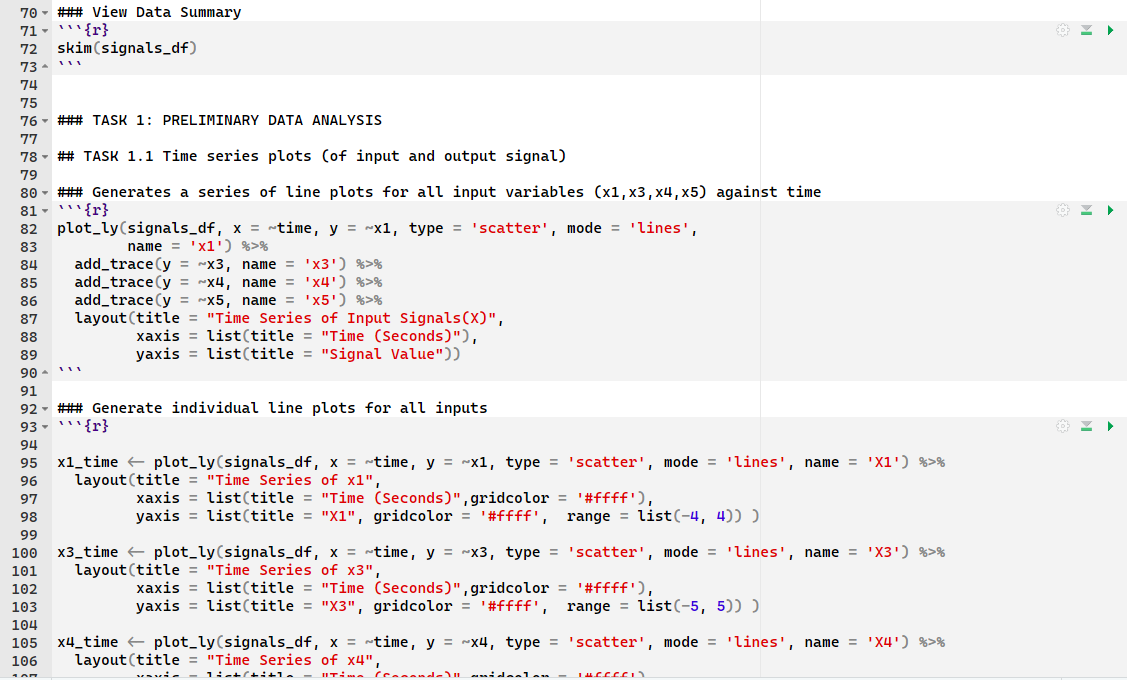 70 ### View Data Summary
71 ```{r}
72 skim(signals_df)
73 ```
74
75
76 ### TASK 1: PRELIMINARY DATA ANALYSIS
77
78 ## TASK 1.1 Time series plots (of input and output signal)
79
80 ### Generates a series of line plots for all input variables (x1,x3,x4,x5) against time
81 ```{r}
82 plot_ly(signals_df, x = ~time, y = ~x1, type = 'scatter', mode = 'lines',
83         name = 'x1') %>%
84   add_trace(y = ~x3, name = 'x3') %>%
85   add_trace(y = ~x4, name = 'x4') %>%
86   add_trace(y = ~x5, name = 'x5') %>%
87   layout(title = "Time Series of Input Signals(X)",
88          xaxis = list(title = "Time (Seconds)"),
89          yaxis = list(title = "Signal Value"))
90 ```
91
92 ### Generate individual line plots for all inputs
93 ```{r}
94
95 x1_time <- plot_ly(signals_df, x = ~time, y = ~x1, type = 'scatter', mode = 'lines', name = 'X1') %>%
96   layout(title = "Time Series of x1",
97          xaxis = list(title = "Time (Seconds)",gridcolor = '#ffff'),
98          yaxis = list(title = "X1", gridcolor = '#ffff',  range = list(-4, 4)) )
99
100 x3_time <- plot_ly(signals_df, x = ~time, y = ~x3, type = 'scatter', mode = 'lines', name = 'X3') %>%
101   layout(title = "Time Series of x3",
102          xaxis = list(title = "Time (Seconds)",gridcolor = '#ffff'),
103          yaxis = list(title = "X3", gridcolor = '#ffff',  range = list(-5, 5)) )
104
105 x4_time <- plot_ly(signals_df, x = ~time, y = ~x4, type = 'scatter', mode = 'lines', name = 'X4') %>%
106   layout(title = "Time Series of x4",
107          xaxis = list(title = "Time (Seconds)",gridcolor = '#ffff'),